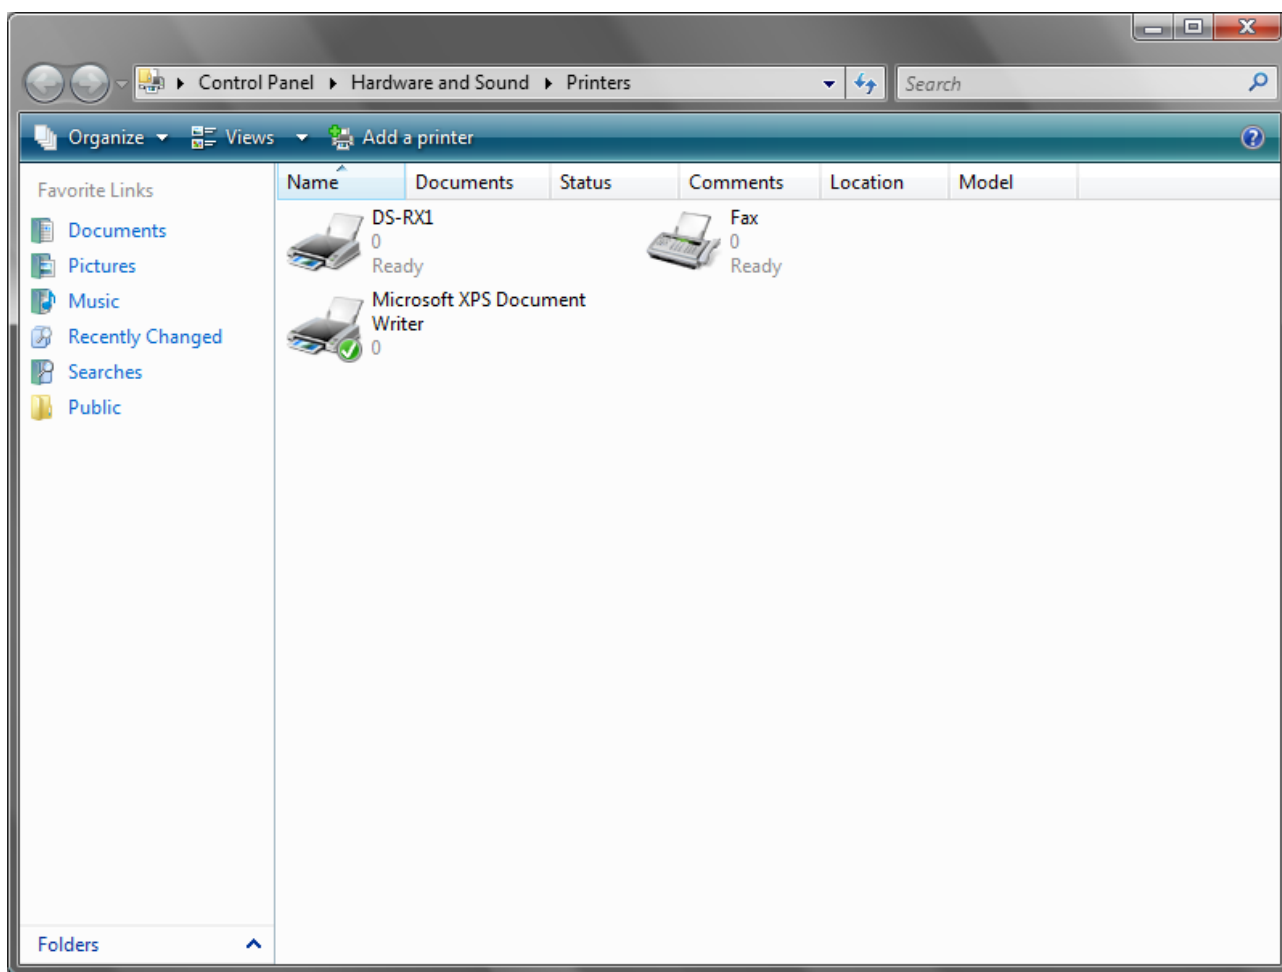 Control Panel Hardware and Sound Printers
Search
Organize Views Add a printer
Favorite Links
Documents
Pictures
Music
Recently Changed
Searches
Public
Folders
Name Documents Status Comments Location Model
DS-RX1
0
Ready
Fax
0
Ready
Microsoft XPS Document
Writer
0